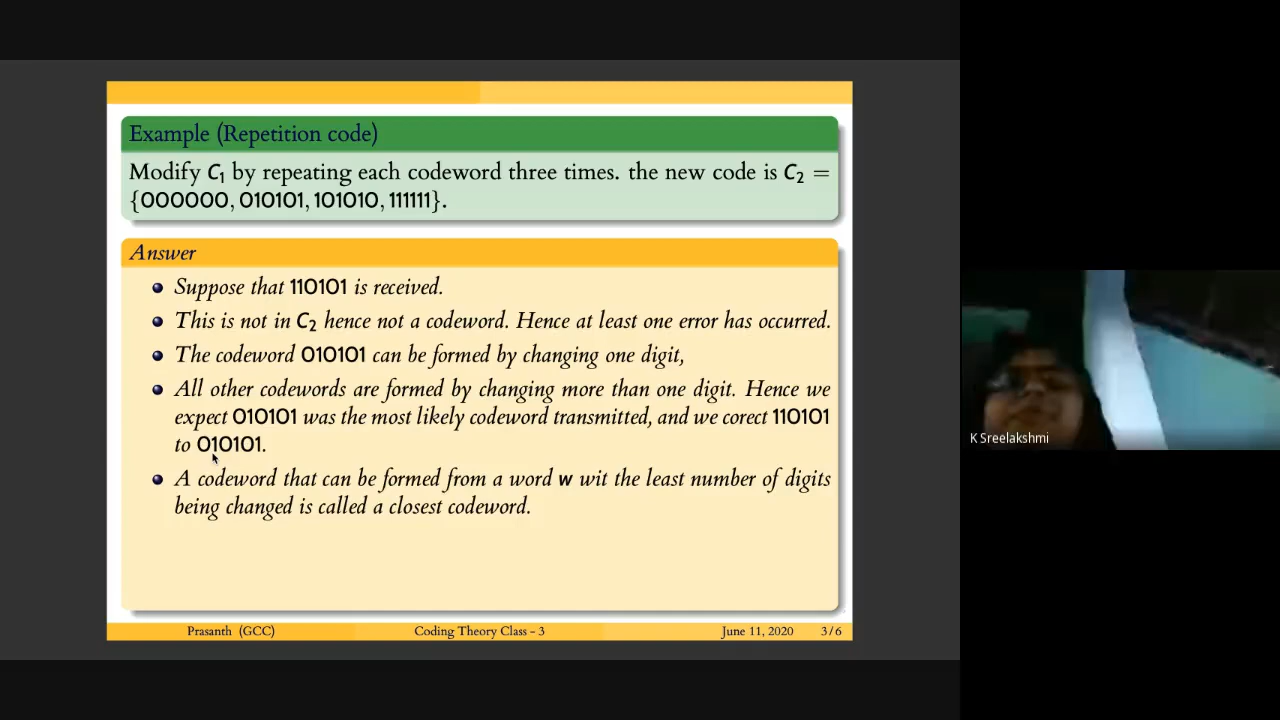 Example (Repetition code)
Modify C₁ by repeating each codeword three times. the new code is C₂ =
{000000, 010101, 101010, 111111}.
Answer
Suppose that 110101 is received.
This is not in C₂ hence not a codeword. Hence at least one error has occurred.
The codeword 010101 can be formed by changing one digit,
All other codewords are formed by changing more than one digit. Hence we
expect 010101 was the most likely codeword transmitted, and we corect 110101
to 010101.
A codeword that can be formed from a word w wit the least number of digits
being changed is called a closest codeword.
Prasanth (GCC) Coding Theory Class - 3 June 11, 2020 3/6
K Sreelakshmi